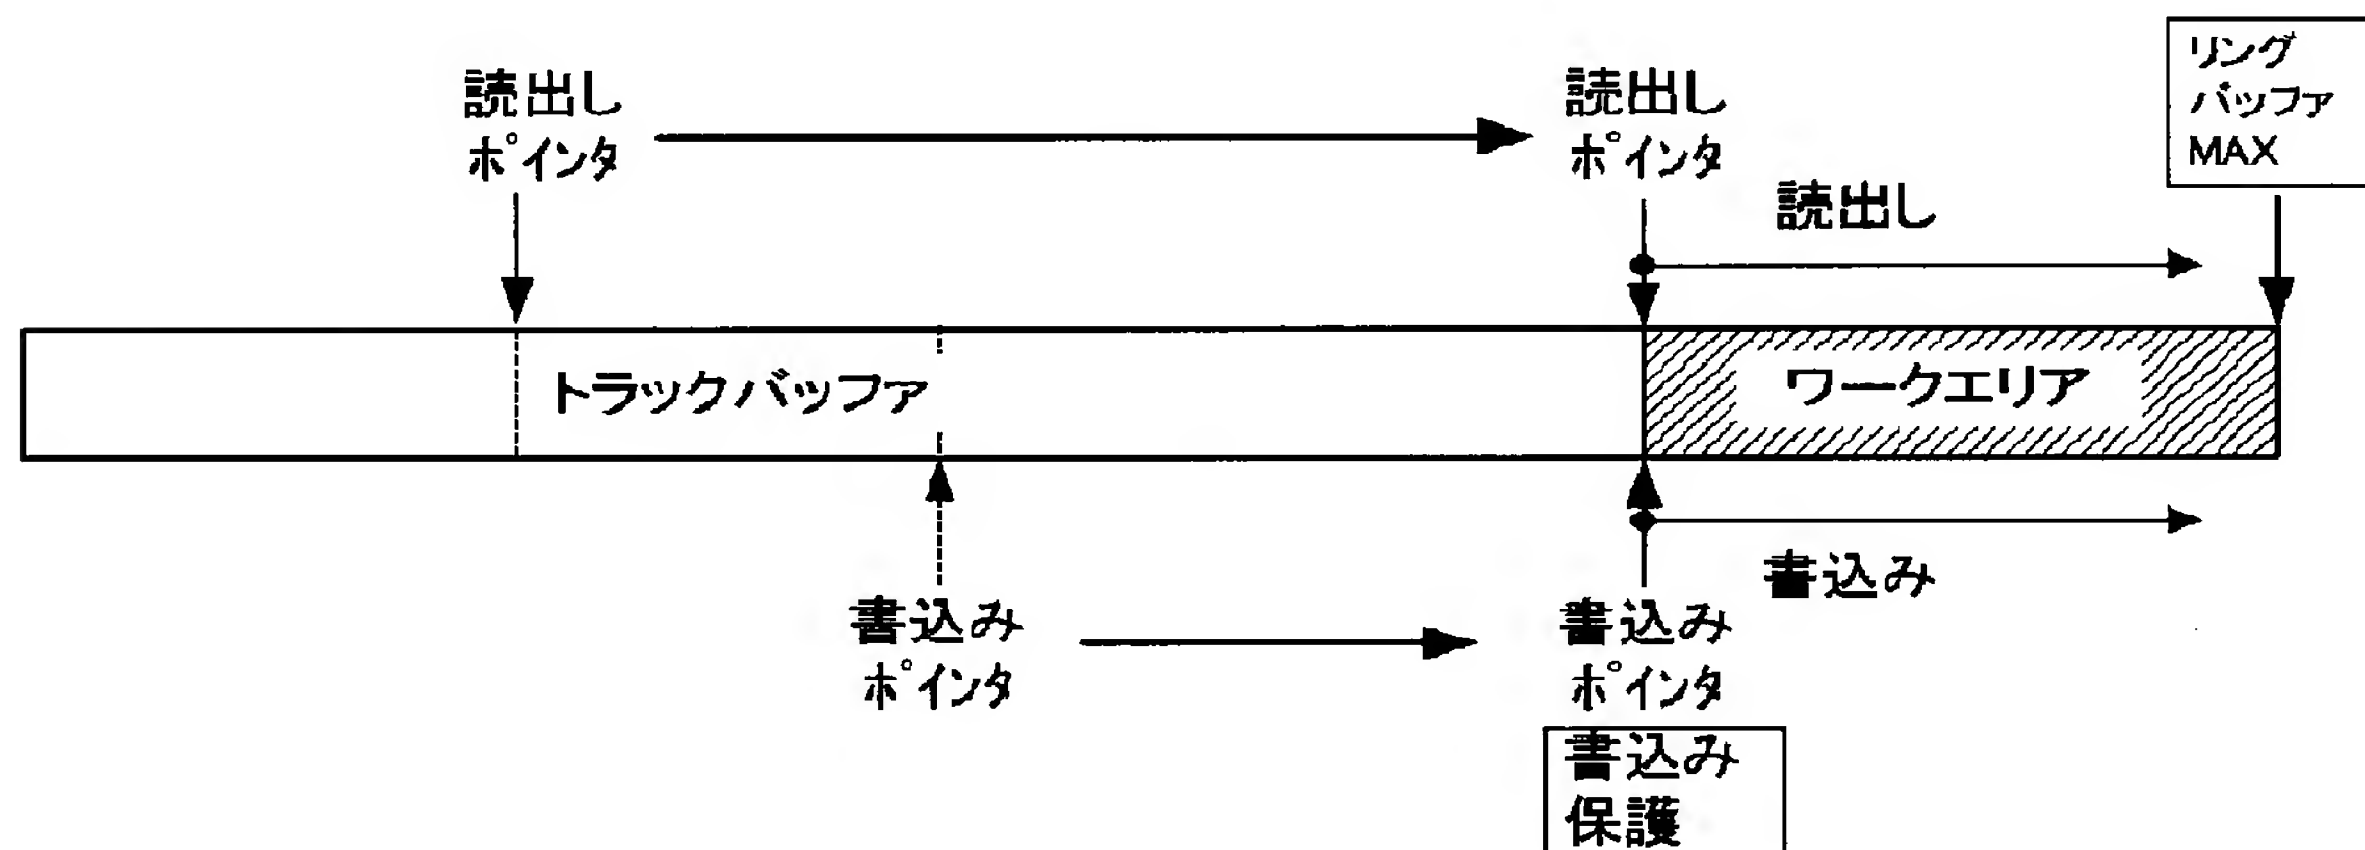 読出し
ポインタ
読出し
ポインタ
リング
バッファ
MAX
読出し
トラックバッファ
ワークエリア
書込み
書込み
ポインタ
書込み
ポインタ
書込み
保護